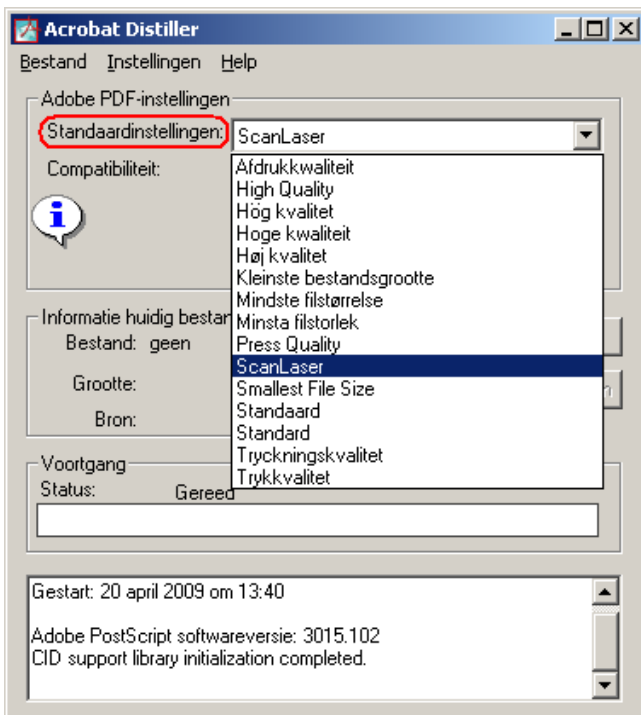 Acrobat Distiller
Bestand Instellingen Help
Adobe PDF-instellingen
Standaardinstellingen: ScanLaser
Compatibiliteit:
Afdrukkwaliteit
High Quality
Hög kvalitet
Hoge kwaliteit
Høj kvalitet
Kleinste bestandsgrootte
Mindste filstørrelse
Minsta filstorlek
Press Quality
ScanLaser
Smallest File Size
Standaard
Standard
Tryckningskvalitet
Trykkvalitet
Informatie huidig bestan
Bestand: geen
Grootte:
Bron:
Voortgang
Status: Gereed
Gestart: 20 april 2009 om 13:40
Adobe PostScript softwareversie: 3015.102
CID support library initialization completed.